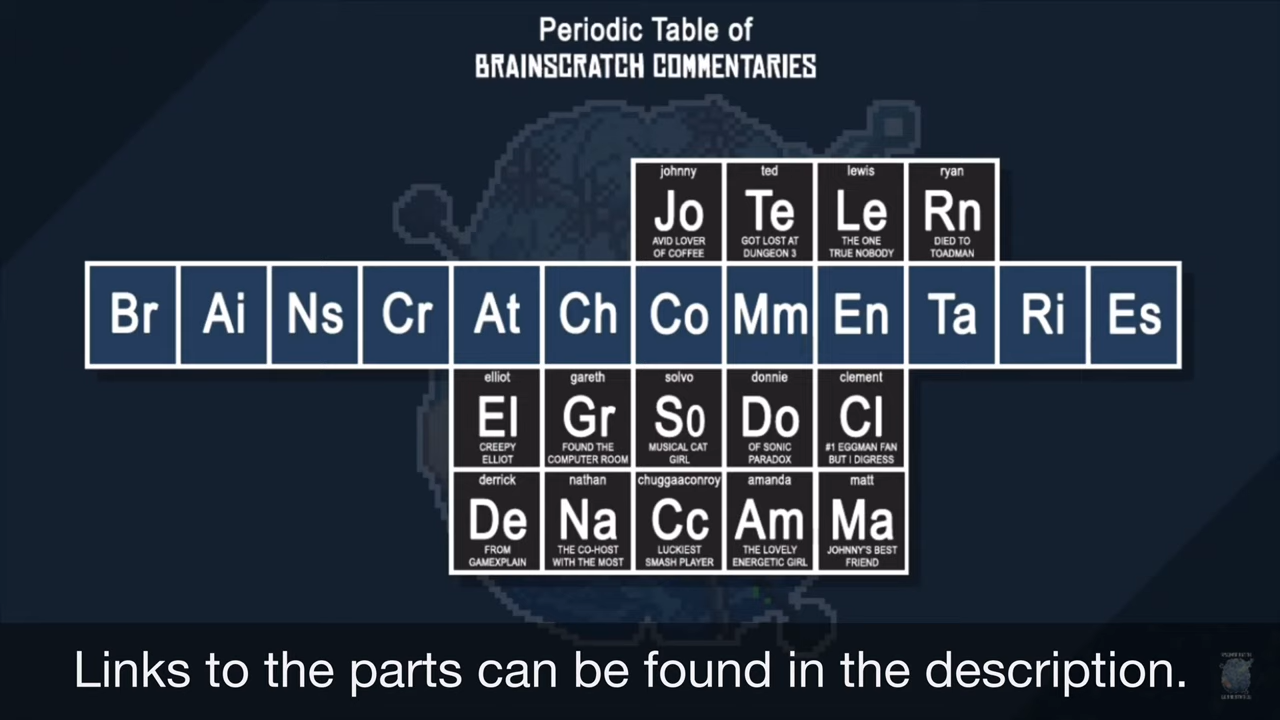 Periodic Table of
BRAINSCRATCH COMMENTARIES
johnny ted lewis ryan
Jo Te Le Rn
AVID LOVER GOT LOST AT THE ONE DIED TO
OF COFFEE DUNGEON 3 TRUE NOBODY TOADMAN
Br Ai Ns Cr At Ch Co Mm En Ta Ri Es
elliot gareth solvo donnie clement
El Gr So Do Cl
CREEPY FOUND THE MUSICAL CAT OF SONIC #1 EGGMAN FAN
ELLIOT COMPUTER ROOM GIRL PARADOX BUT I DIGRESS
derrick nathan chuggaaconroy amanda matt
De Na Cc Am Ma
FROM THE CO-HOST LUCKIEST THE LOVELY JOHNNY'S BEST
GAMEXPLAIN WITH THE MOST SMASH PLAYER ENERGETIC GIRL FRIEND
Links to the parts can be found in the description.